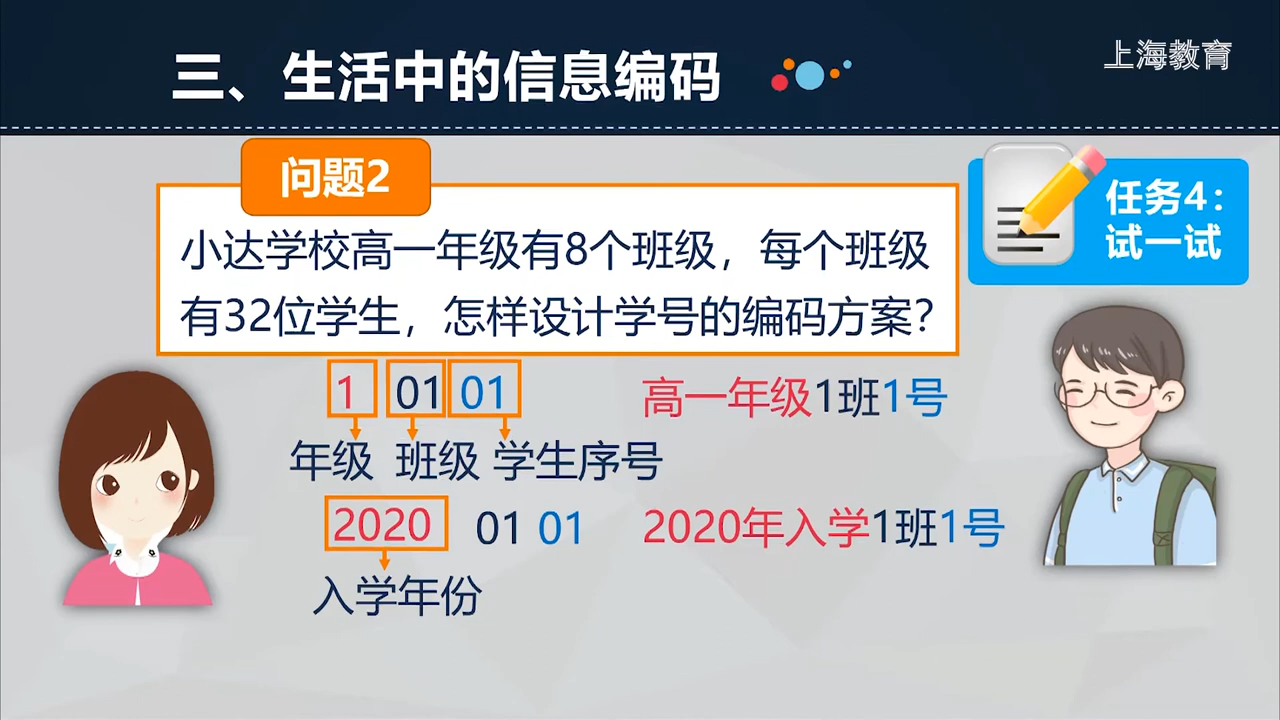 三、生活中的信息编码
上海教育
问题2
任务4：
试一试
小达学校高一年级有8个班级，每个班级
有32位学生，怎样设计学号的编码方案？
1 01 01 高一年级1班1号
年级 班级 学生序号
2020 01 01 2020年入学1班1号
入学年份